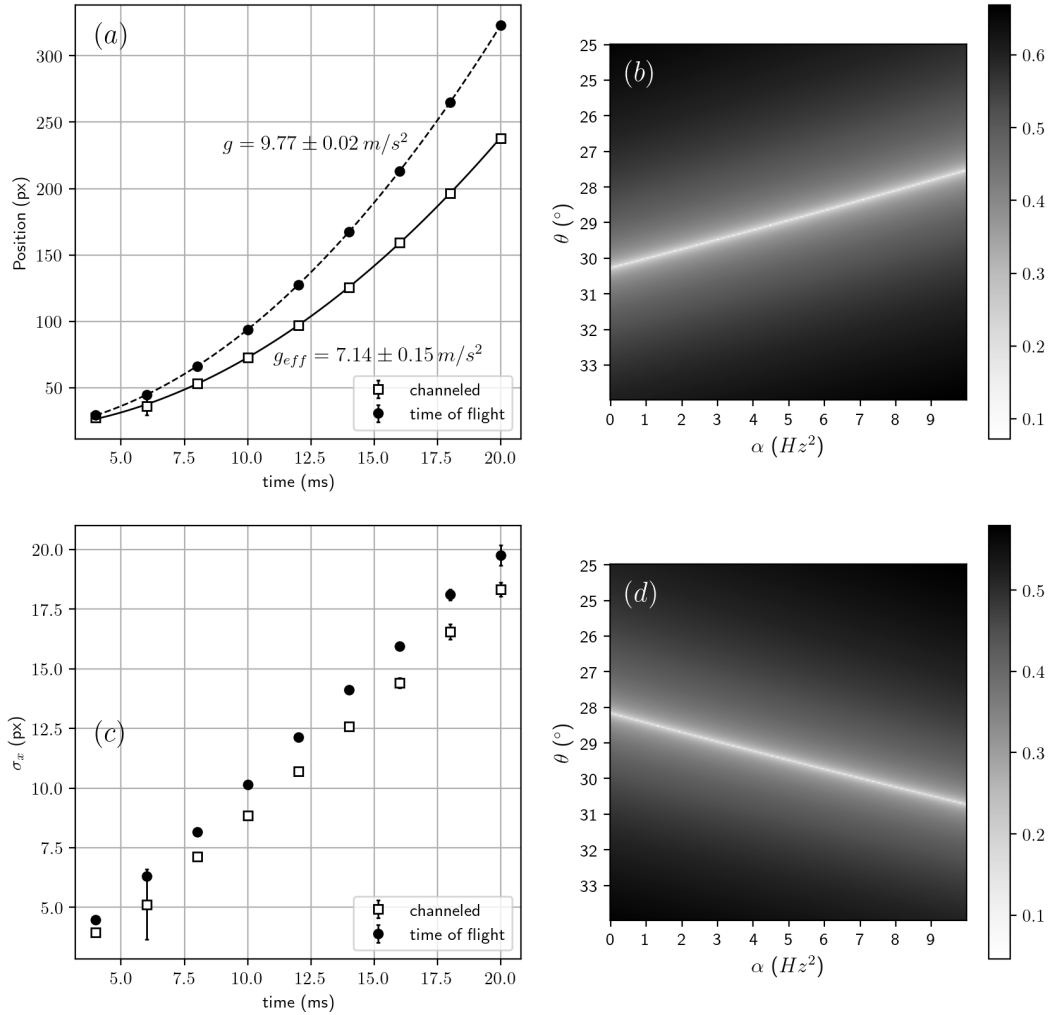 (a)
Position (px)
300
250
200
150
100
50
g = 9.77 ± 0.02 m/s²
g_eff = 7.14 ± 0.15 m/s²
channeled
time of flight
5.0 7.5 10.0 12.5 15.0 17.5 20.0
time (ms)
(b)
θ (°)
25
25
26
27
28
29
30
31
32
33
0 1 2 3 4 5 6 7 8 9
α (Hz²)
0.6
0.5
0.4
0.3
0.2
0.1
(c)
σₓ (px)
20.0
17.5
15.0
12.5
10.0
7.5
5.0
channeled
time of flight
5.0 7.5 10.0 12.5 15.0 17.5 20.0
time (ms)
(d)
θ (°)
25
25
26
27
28
29
30
31
32
33
0 1 2 3 4 5 6 7 8 9
α (Hz²)
0.5
0.4
0.3
0.2
0.1